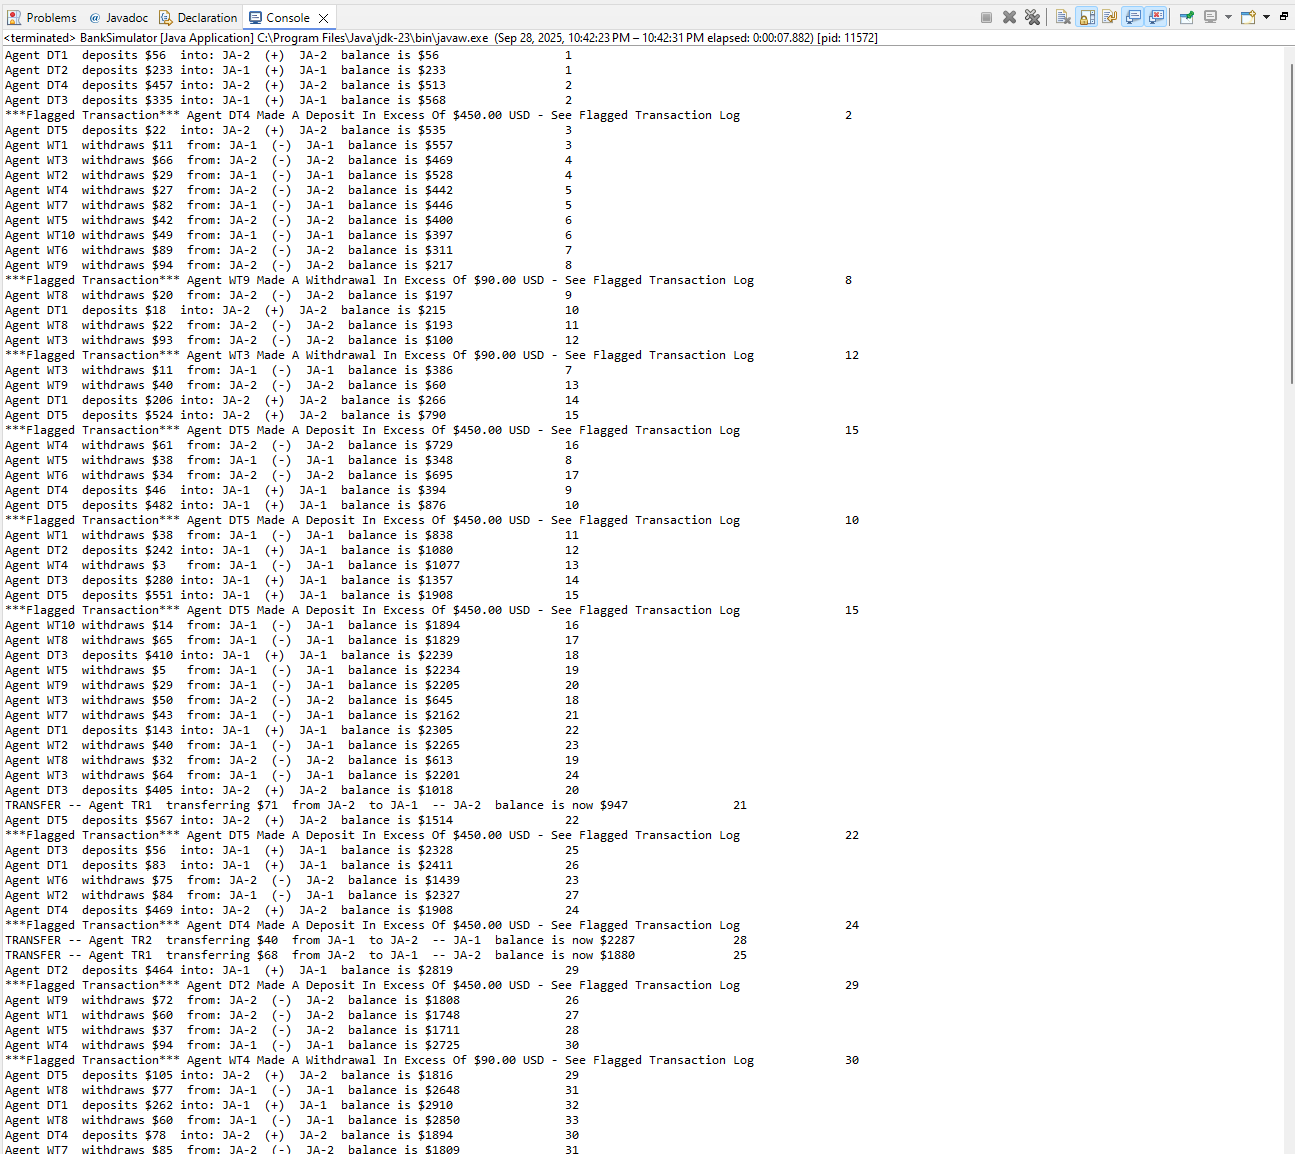 Problems @ Javadoc Declaration Console
<terminated> BankSimulator [Java Application] C:\Program Files\Java\jdk-23\bin\javaw.exe (Sep 28, 2025, 10:42:23 PM – 10:42:31 PM elapsed: 0:00:07.882) [pid: 11572]
Agent DT1 deposits $56 into: JA-2 (+) JA-2 balance is $56 1
Agent DT2 deposits $233 into: JA-1 (+) JA-1 balance is $233 1
Agent DT4 deposits $457 into: JA-2 (+) JA-2 balance is $513 2
Agent DT3 deposits $335 into: JA-1 (+) JA-1 balance is $568 2
***Flagged Transaction*** Agent DT4 Made A Deposit In Excess Of $450.00 USD - See Flagged Transaction Log 2
Agent DT5 deposits $22 into: JA-2 (+) JA-2 balance is $535 3
Agent WT1 withdraws $11 from: JA-1 (-) JA-1 balance is $557 3
Agent WT3 withdraws $66 from: JA-2 (-) JA-2 balance is $469 4
Agent WT2 withdraws $29 from: JA-1 (-) JA-1 balance is $528 4
Agent WT4 withdraws $27 from: JA-2 (-) JA-2 balance is $442 5
Agent WT7 withdraws $82 from: JA-1 (-) JA-1 balance is $446 5
Agent WT5 withdraws $42 from: JA-2 (-) JA-2 balance is $400 6
Agent WT10 withdraws $49 from: JA-1 (-) JA-1 balance is $397 6
Agent WT6 withdraws $89 from: JA-2 (-) JA-2 balance is $311 7
Agent WT9 withdraws $94 from: JA-2 (-) JA-2 balance is $217 8
***Flagged Transaction*** Agent WT9 Made A Withdrawal In Excess Of $90.00 USD - See Flagged Transaction Log 8
Agent WT8 withdraws $20 from: JA-2 (-) JA-2 balance is $197 9
Agent DT1 deposits $18 into: JA-2 (+) JA-2 balance is $215 10
Agent WT8 withdraws $22 from: JA-2 (-) JA-2 balance is $193 11
Agent WT3 withdraws $93 from: JA-2 (-) JA-2 balance is $100 12
***Flagged Transaction*** Agent WT3 Made A Withdrawal In Excess Of $90.00 USD - See Flagged Transaction Log 12
Agent WT3 withdraws $11 from: JA-1 (-) JA-1 balance is $386 7
Agent WT9 withdraws $40 from: JA-2 (-) JA-2 balance is $60 13
Agent DT1 deposits $206 into: JA-2 (+) JA-2 balance is $266 14
Agent DT5 deposits $524 into: JA-2 (+) JA-2 balance is $790 15
***Flagged Transaction*** Agent DT5 Made A Deposit In Excess Of $450.00 USD - See Flagged Transaction Log 15
Agent WT4 withdraws $61 from: JA-2 (-) JA-2 balance is $729 16
Agent WT5 withdraws $38 from: JA-1 (-) JA-1 balance is $348 8
Agent WT6 withdraws $34 from: JA-2 (-) JA-2 balance is $695 17
Agent DT4 deposits $46 into: JA-1 (+) JA-1 balance is $394 9
Agent DT5 deposits $482 into: JA-1 (+) JA-1 balance is $876 10
***Flagged Transaction*** Agent DT5 Made A Deposit In Excess Of $450.00 USD - See Flagged Transaction Log 10
Agent WT1 withdraws $38 from: JA-1 (-) JA-1 balance is $838 11
Agent DT2 deposits $242 into: JA-1 (+) JA-1 balance is $1080 12
Agent WT4 withdraws $3 from: JA-1 (-) JA-1 balance is $1077 13
Agent DT3 deposits $280 into: JA-1 (+) JA-1 balance is $1357 14
Agent DT5 deposits $551 into: JA-1 (+) JA-1 balance is $1908 15
***Flagged Transaction*** Agent DT5 Made A Deposit In Excess Of $450.00 USD - See Flagged Transaction Log 15
Agent WT10 withdraws $14 from: JA-1 (-) JA-1 balance is $1894 16
Agent WT8 withdraws $65 from: JA-1 (-) JA-1 balance is $1829 17
Agent DT3 deposits $410 into: JA-1 (+) JA-1 balance is $2239 18
Agent WT5 withdraws $5 from: JA-1 (-) JA-1 balance is $2234 19
Agent WT9 withdraws $29 from: JA-1 (-) JA-1 balance is $2205 20
Agent WT3 withdraws $50 from: JA-2 (-) JA-2 balance is $645 18
Agent WT7 withdraws $43 from: JA-1 (-) JA-1 balance is $2162 21
Agent DT1 deposits $143 into: JA-1 (+) JA-1 balance is $2305 22
Agent WT2 withdraws $40 from: JA-1 (-) JA-1 balance is $2265 23
Agent WT8 withdraws $32 from: JA-2 (-) JA-2 balance is $613 19
Agent WT3 withdraws $64 from: JA-1 (-) JA-1 balance is $2201 24
Agent DT3 deposits $405 into: JA-2 (+) JA-2 balance is $1018 20
TRANSFER -- Agent TR1 transferring $71 from JA-2 to JA-1 -- JA-2 balance is now $947 21
Agent DT5 deposits $567 into: JA-2 (+) JA-2 balance is $1514 22
***Flagged Transaction*** Agent DT5 Made A Deposit In Excess Of $450.00 USD - See Flagged Transaction Log 22
Agent DT3 deposits $56 into: JA-1 (+) JA-1 balance is $2328 25
Agent DT1 deposits $83 into: JA-1 (+) JA-1 balance is $2411 26
Agent WT6 withdraws $75 from: JA-2 (-) JA-2 balance is $1439 23
Agent WT2 withdraws $84 from: JA-1 (-) JA-1 balance is $2327 27
Agent DT4 deposits $469 into: JA-2 (+) JA-2 balance is $1908 24
***Flagged Transaction*** Agent DT4 Made A Deposit In Excess Of $450.00 USD - See Flagged Transaction Log 24
TRANSFER -- Agent TR2 transferring $40 from JA-1 to JA-2 -- JA-1 balance is now $2287 28
TRANSFER -- Agent TR1 transferring $68 from JA-2 to JA-1 -- JA-2 balance is now $1880 25
Agent DT2 deposits $464 into: JA-1 (+) JA-1 balance is $2819 29
***Flagged Transaction*** Agent DT2 Made A Deposit In Excess Of $450.00 USD - See Flagged Transaction Log 29
Agent WT9 withdraws $72 from: JA-2 (-) JA-2 balance is $1808 26
Agent WT1 withdraws $60 from: JA-2 (-) JA-2 balance is $1748 27
Agent WT5 withdraws $37 from: JA-2 (-) JA-2 balance is $1711 28
Agent WT4 withdraws $94 from: JA-1 (-) JA-1 balance is $2725 30
***Flagged Transaction*** Agent WT4 Made A Withdrawal In Excess Of $90.00 USD - See Flagged Transaction Log 30
Agent DT5 deposits $105 into: JA-2 (+) JA-2 balance is $1816 29
Agent WT8 withdraws $77 from: JA-1 (-) JA-1 balance is $2648 31
Agent DT1 deposits $262 into: JA-1 (+) JA-1 balance is $2910 32
Agent WT8 withdraws $60 from: JA-1 (-) JA-1 balance is $2850 33
Agent DT4 deposits $78 into: JA-2 (+) JA-2 balance is $1894 30
Agent WT7 withdraws $85 from: JA-2 (-) JA-2 balance is $1809 31